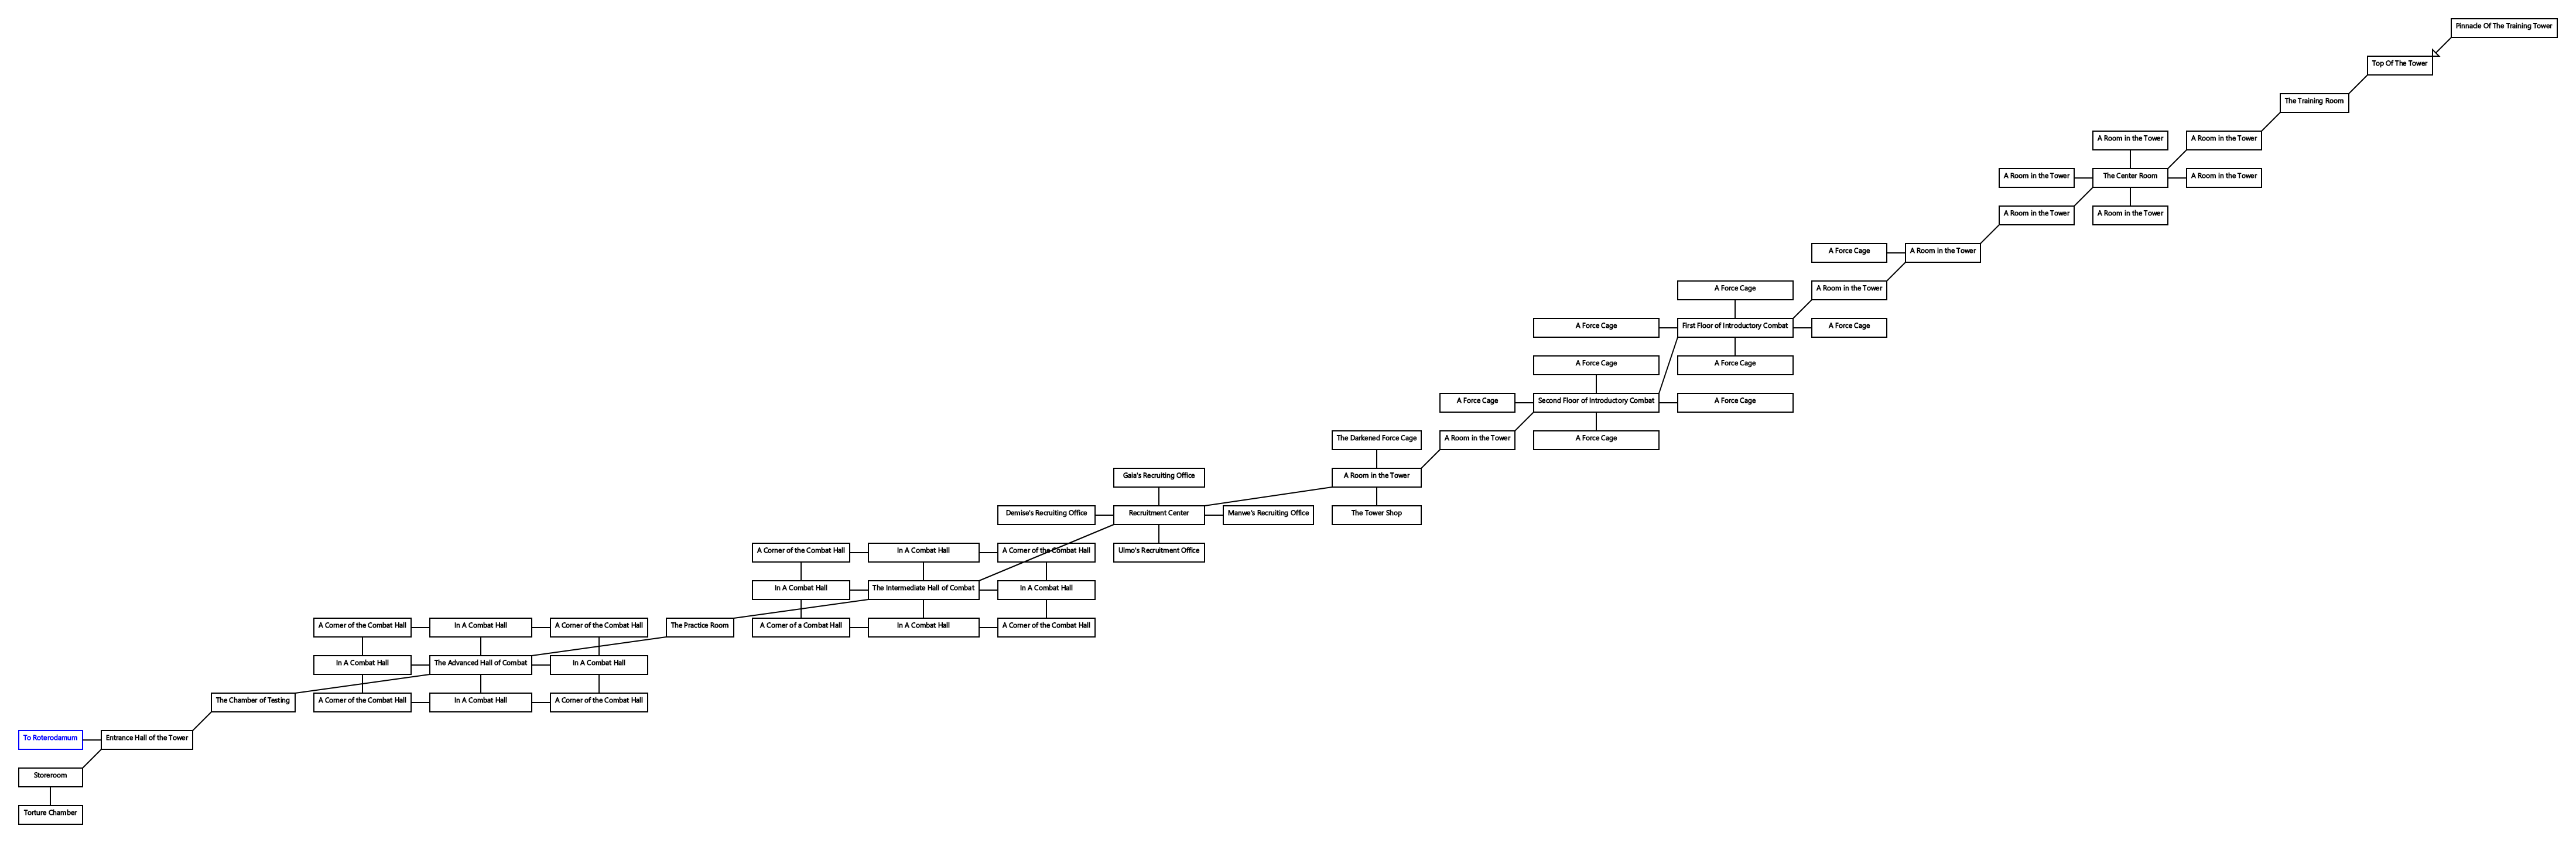 Pinnacle Of The Training Tower
Top Of The Tower
The Training Room
A Room in the Tower
A Room in the Tower
A Room in the Tower
The Center Room
A Room in the Tower
A Room in the Tower
A Room in the Tower
A Force Cage
A Room in the Tower
A Force Cage
A Room in the Tower
A Force Cage
First Floor of Introductory Combat
A Force Cage
A Force Cage
A Force Cage
A Force Cage
Second Floor of Introductory Combat
A Force Cage
The Darkened Force Cage
A Room in the Tower
A Force Cage
Gaia's Recruiting Office
A Room in the Tower
Demise's Recruiting Office
Recruitment Center
Manwe's Recruiting Office
The Tower Shop
A Corner of the Combat Hall
In A Combat Hall
A Corner of the Combat Hall
Ulmo's Recruitment Office
In A Combat Hall
The Intermediate Hall of Combat
In A Combat Hall
A Corner of the Combat Hall
In A Combat Hall
A Corner of the Combat Hall
The Practice Room
A Corner of a Combat Hall
In A Combat Hall
A Corner of the Combat Hall
In A Combat Hall
The Advanced Hall of Combat
In A Combat Hall
The Chamber of Testing
A Corner of the Combat Hall
In A Combat Hall
A Corner of the Combat Hall
To Roterodamum
Entrance Hall of the Tower
Storeroom
Torture Chamber